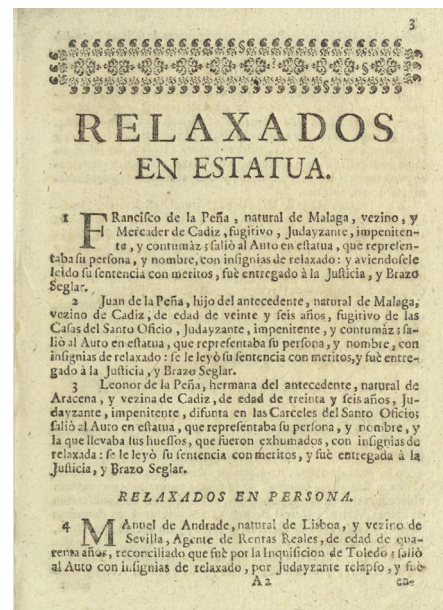 3
RELAXADOS
EN ESTATUA.
1 FRancisco de la Peña, natural de Malaga, vezino, y
Mercader de Cadiz, fugitivo, Judayzante, impeniten-
te, y contumàz; saliò al Auto en estatua, que represen-
taba su persona, y nombre, con insignias de relaxado: y aviendosele
leìdo su sentencia con meritos, fuè entregado à la Justicia, y Brazo
Seglar.
2 Juan de la Peña, hijo del antecedente, natural de Malaga,
vezino de Cadiz, de edad de veinte y seis años, fugitivo de las
Casas del Santo Oficio, Judayzante, impenitente, y contumàz; sa-
liò al Auto en estatua, que representaba su persona, y nombre, con
insignias de relaxado: se le leyò su sentencia con meritos, y fuè entre-
gado à la Justicia, y Brazo Seglar.
3 Leonor de la Peña, hermana del antecedente, natural de
Aracena, y vezina de Cadiz, de edad de treinta y seis años, Ju-
dayzante, impenitente, difunta en las Carceles del Santo Oficio;
saliò al Auto en estatua, que representaba su persona, y nombre, y
la que llevaba sus huessos, que fueron exhumados, con insignias de
relaxada: se le leyò su sentencia con meritos, y fuè entregada à la
Justicia, y Brazo Seglar.
RELAXADOS EN PERSONA.
4 MAnuel de Andrade, natural de Lisboa, y vezino de
Sevilla, Agente de Rentas Reales, de edad de qua-
renta años, reconciliado que fuè por la Inquisicion de Toledo; saliò
al Auto con insignias de relaxado, por Judayzante relapso, y fuè
A2 en-